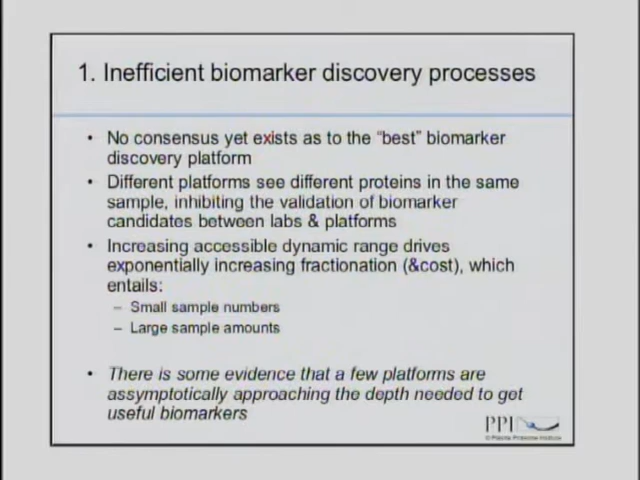 1. Inefficient biomarker discovery processes
• No consensus yet exists as to the "best" biomarker
discovery platform
• Different platforms see different proteins in the same
sample, inhibiting the validation of biomarker
candidates between labs & platforms
• Increasing accessible dynamic range drives
exponentially increasing fractionation (&cost), which
entails:
– Small sample numbers
– Large sample amounts
• There is some evidence that a few platforms are
assymptotically approaching the depth needed to get
useful biomarkers
PPI
© Plasma Proteome Institute